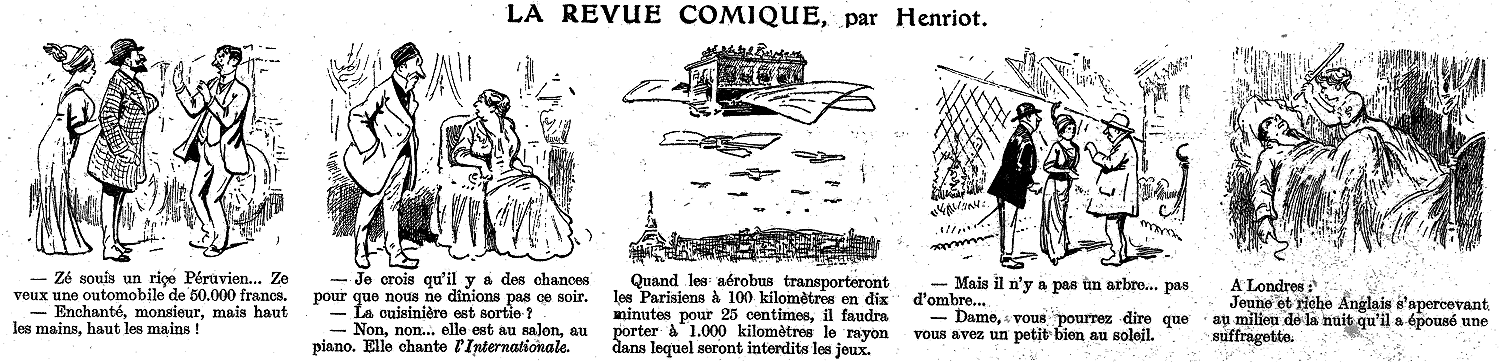 LA REVUE COMIQUE, par Henriot.
— Zé souis un riçe Péruvien... Ze
veux une outomobile de 50.000 francs.
— Enchanté, monsieur, mais haut
les mains, haut les mains !
— Je crois qu'il y a des chances
pour que nous ne dînions pas ce soir.
— La cuisinière est sortie ?
— Non, non... elle est au salon, au
piano. Elle chante l'Internationale.
Quand les aérobus transporteront
les Parisiens à 100 kilomètres en dix
minutes pour 25 centimes, il faudra
porter à 1.000 kilomètres le rayon
dans lequel seront interdits les jeux.
— Mais il n'y a pas un arbre... pas
d'ombre...
— Dame, vous pourrez dire que
vous avez un petit bien au soleil.
A Londres :
Jeune et riche Anglais s'apercevant
au milieu de la nuit qu'il a épousé une
suffragette.